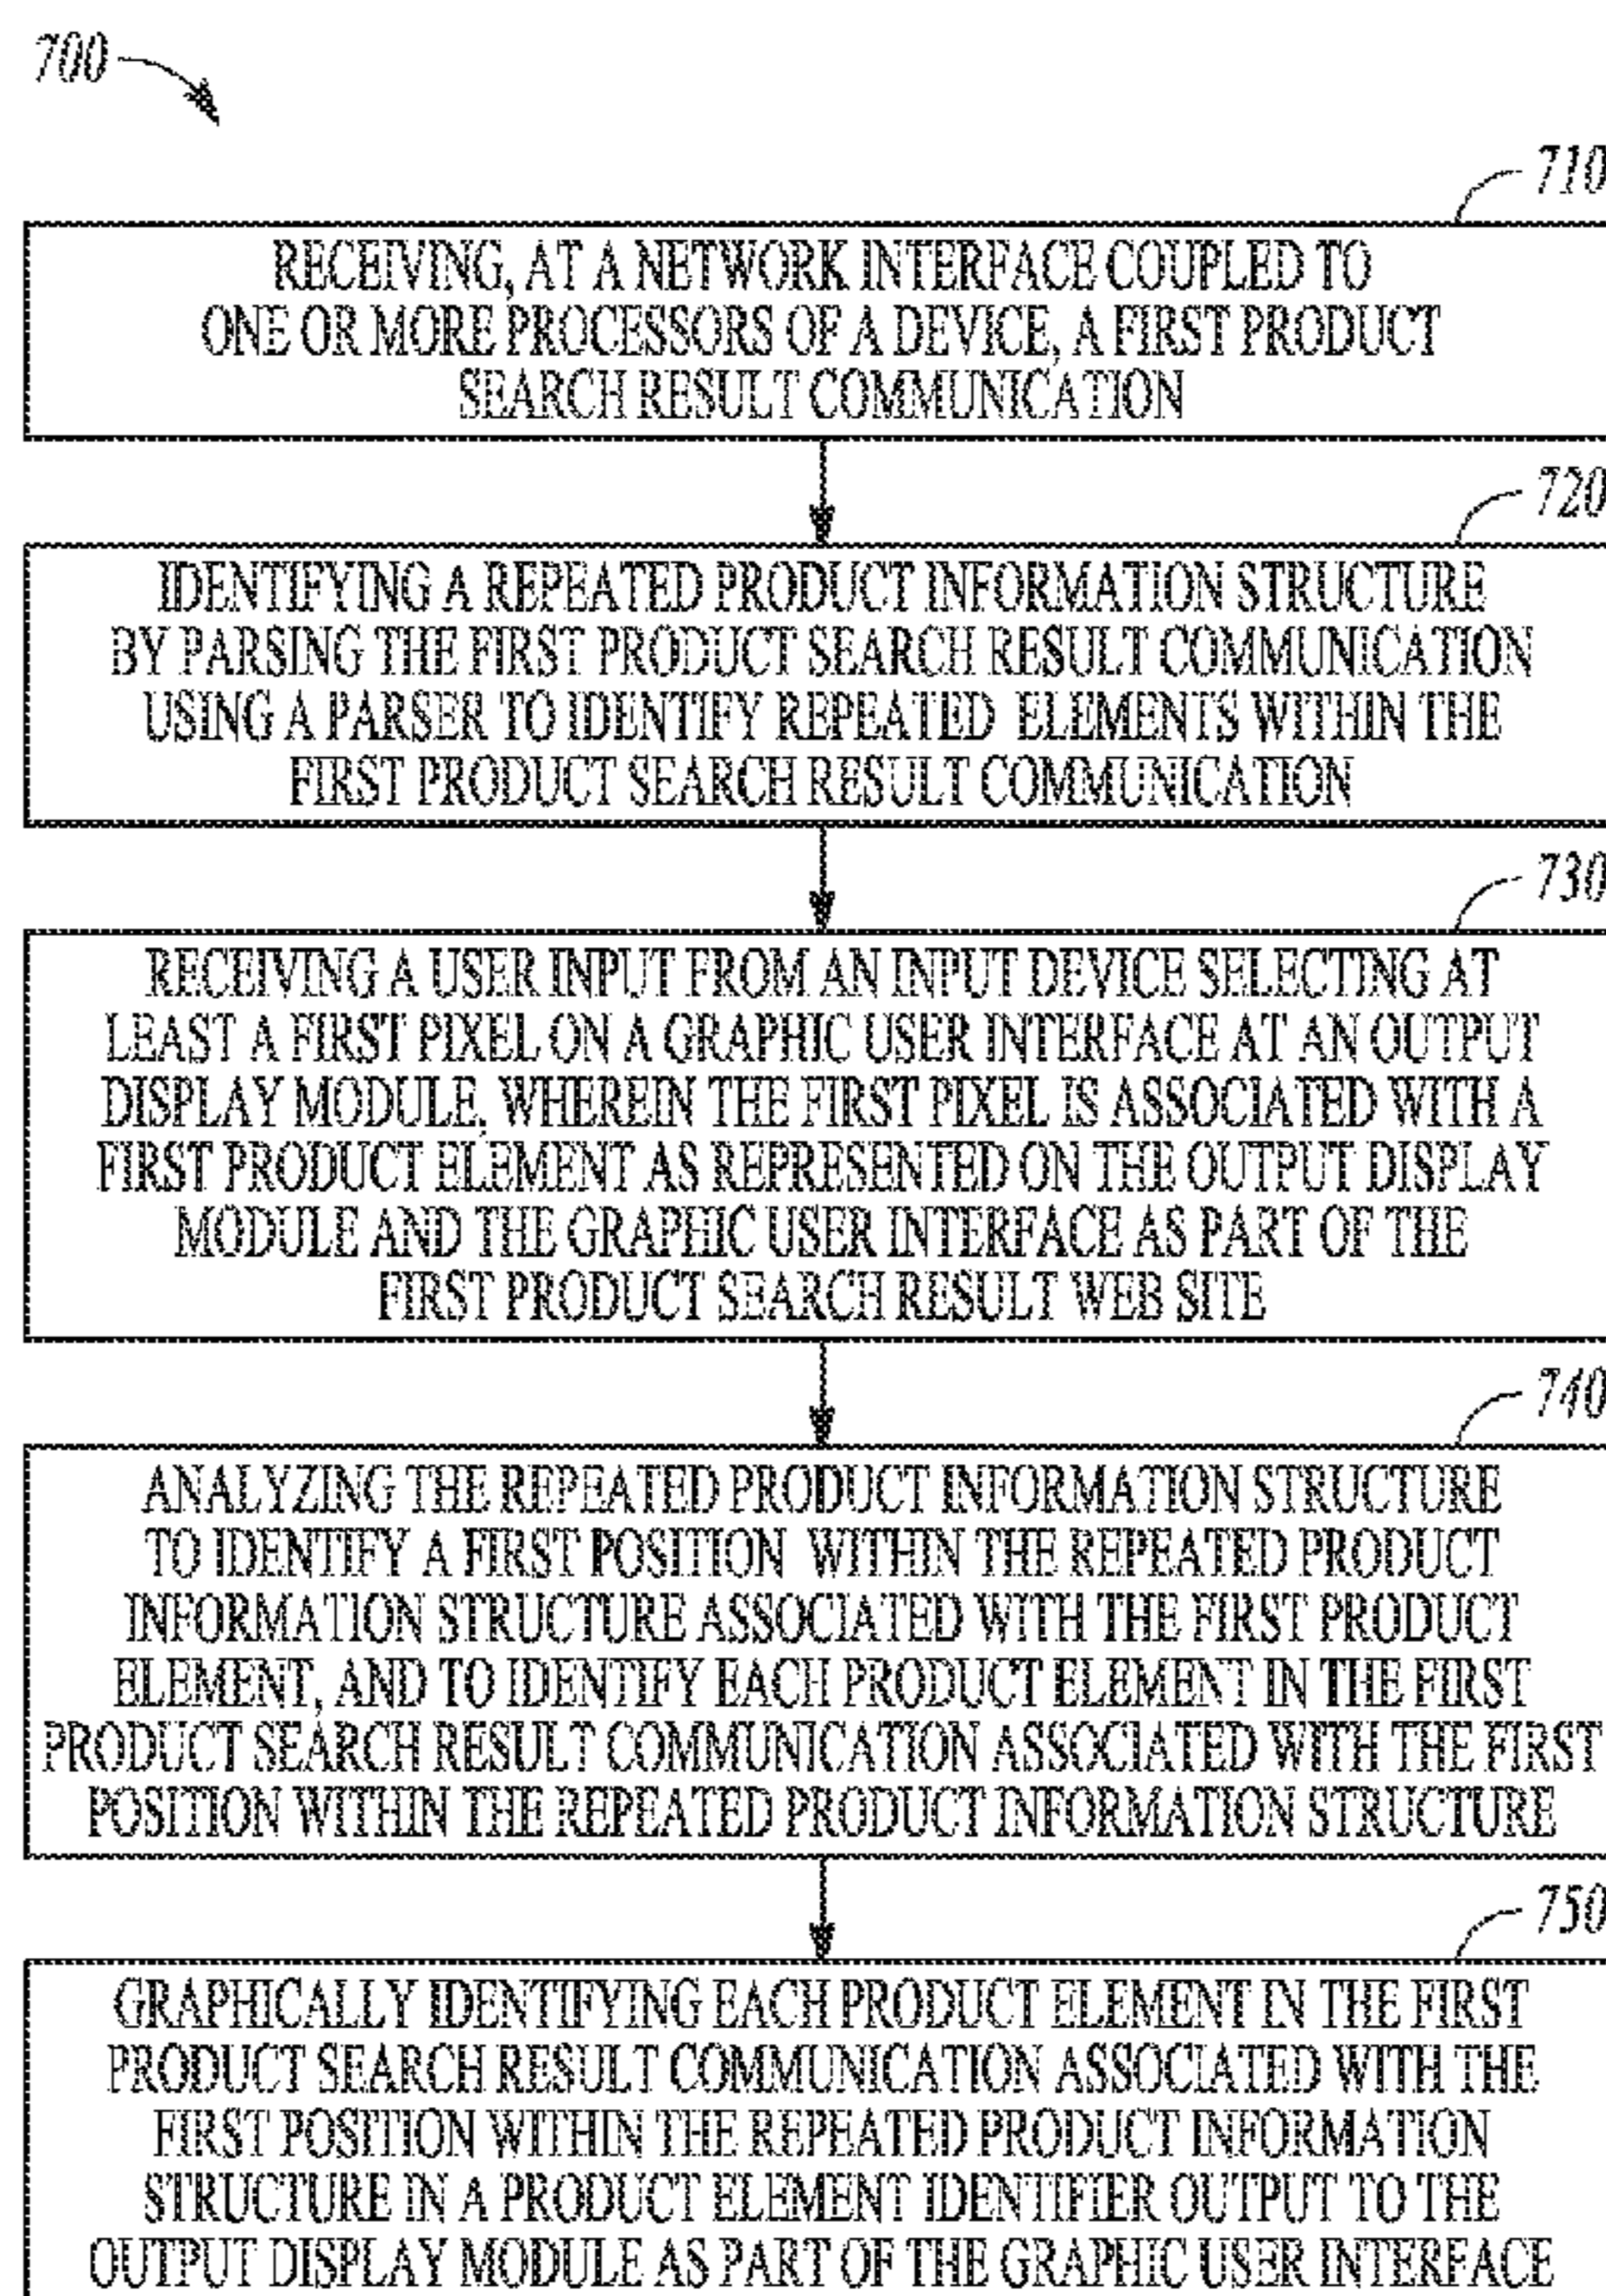 700
710
RECEIVING, AT A NETWORK INTERFACE COUPLED TO
ONE OR MORE PROCESSORS OF A DEVICE, A FIRST PRODUCT
SEARCH RESULT COMMUNICATION
720
IDENTIFYING A REPEATED PRODUCT INFORMATION STRUCTURE
BY PARSING THE FIRST PRODUCT SEARCH RESULT COMMUNICATION
USING A PARSER TO IDENTIFY REPEATED ELEMENTS WITHIN THE
FIRST PRODUCT SEARCH RESULT COMMUNICATION
730
RECEIVING A USER INPUT FROM AN INPUT DEVICE SELECTING AT
LEAST A FIRST PIXEL ON A GRAPHIC USER INTERFACE AT AN OUTPUT
DISPLAY MODULE, WHEREIN THE FIRST PIXEL IS ASSOCIATED WITH A
FIRST PRODUCT ELEMENT AS REPRESENTED ON THE OUTPUT DISPLAY
MODULE AND THE GRAPHIC USER INTERFACE AS PART OF THE
FIRST PRODUCT SEARCH RESULT WEB SITE
740
ANALYZING THE REPEATED PRODUCT INFORMATION STRUCTURE
TO IDENTIFY A FIRST POSITION WITHIN THE REPEATED PRODUCT
INFORMATION STRUCTURE ASSOCIATED WITH THE FIRST PRODUCT
ELEMENT, AND TO IDENTIFY EACH PRODUCT ELEMENT IN THE FIRST
PRODUCT SEARCH RESULT COMMUNICATION ASSOCIATED WITH THE FIRST
POSITION WITHIN THE REPEATED PRODUCT INFORMATION STRUCTURE
750
GRAPHICALLY IDENTIFYING EACH PRODUCT ELEMENT IN THE FIRST
PRODUCT SEARCH RESULT COMMUNICATION ASSOCIATED WITH THE
FIRST POSITION WITHIN THE REPEATED PRODUCT INFORMATION
STRUCTURE IN A PRODUCT ELEMENT IDENTIFIER OUTPUT TO THE
OUTPUT DISPLAY MODULE AS PART OF THE GRAPHIC USER INTERFACE